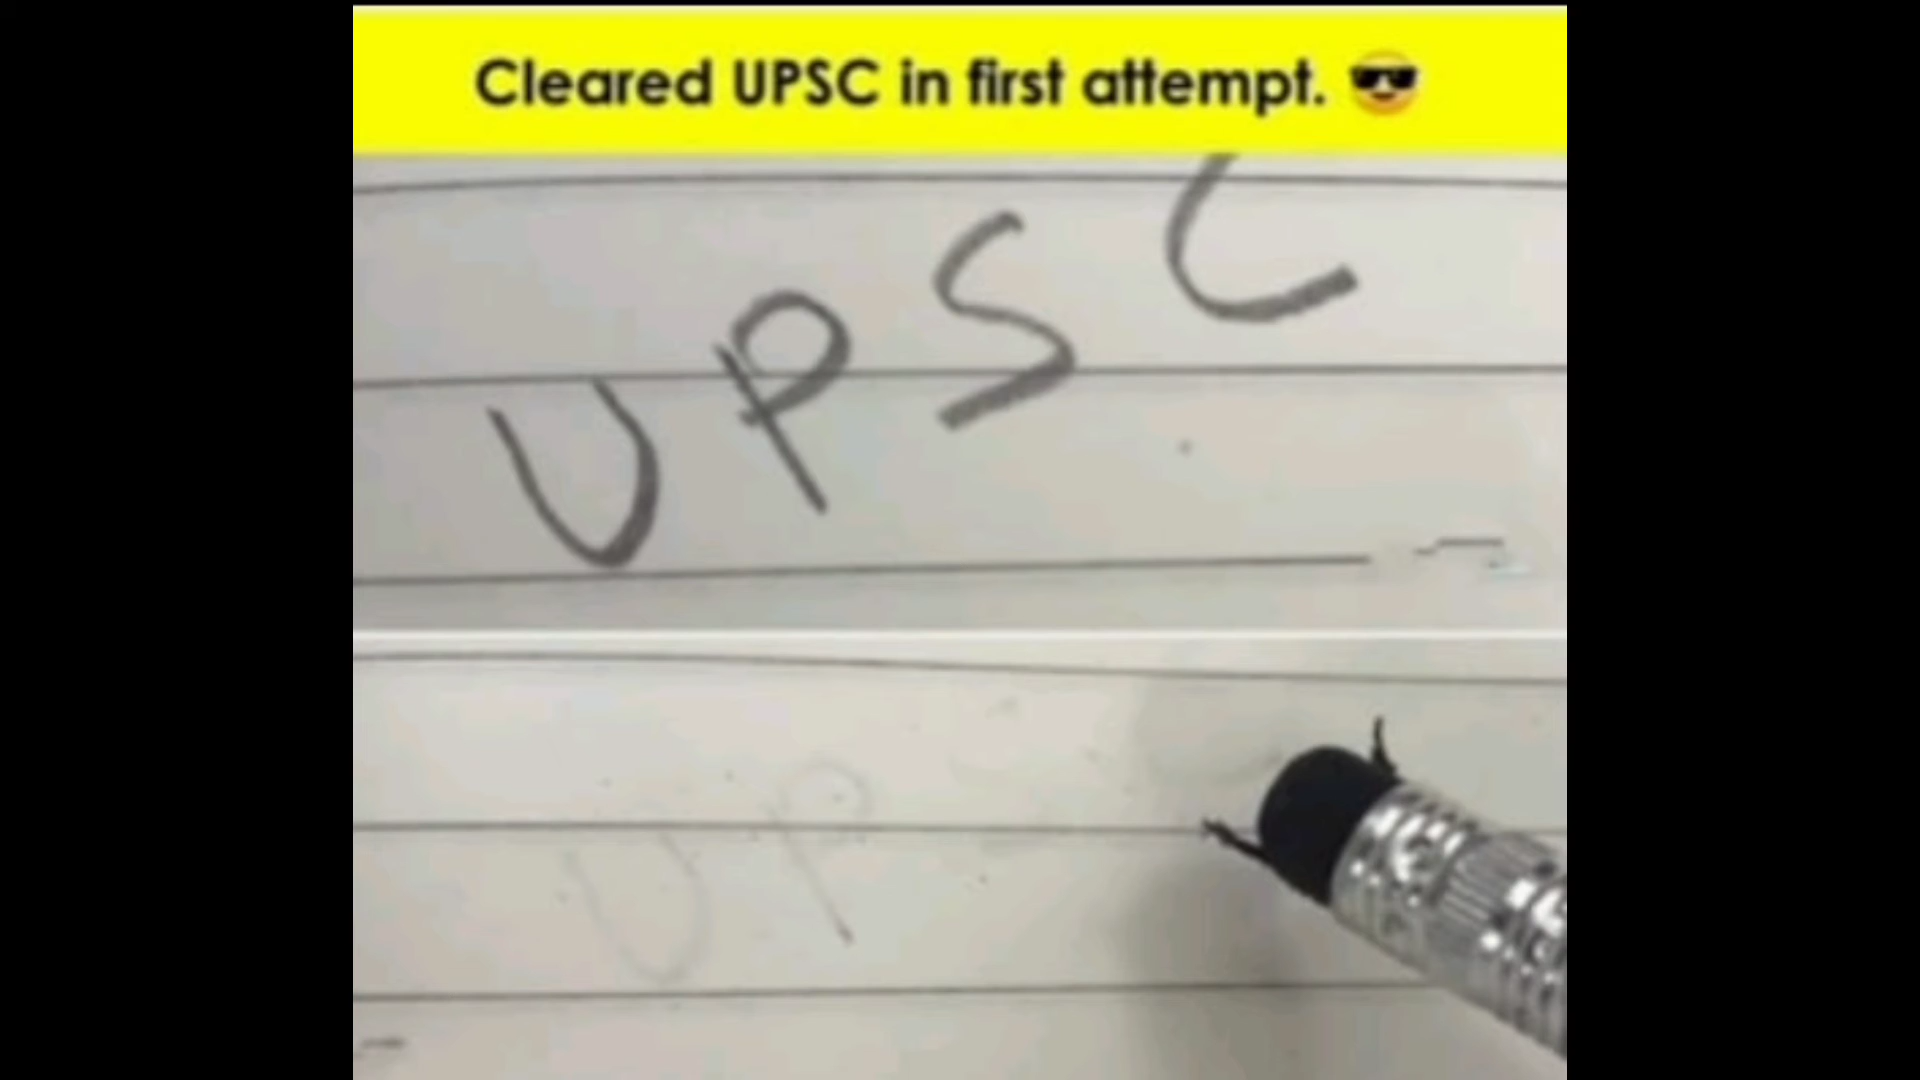 Cleared UPSC in first attempt. 😎
UPSC
UP